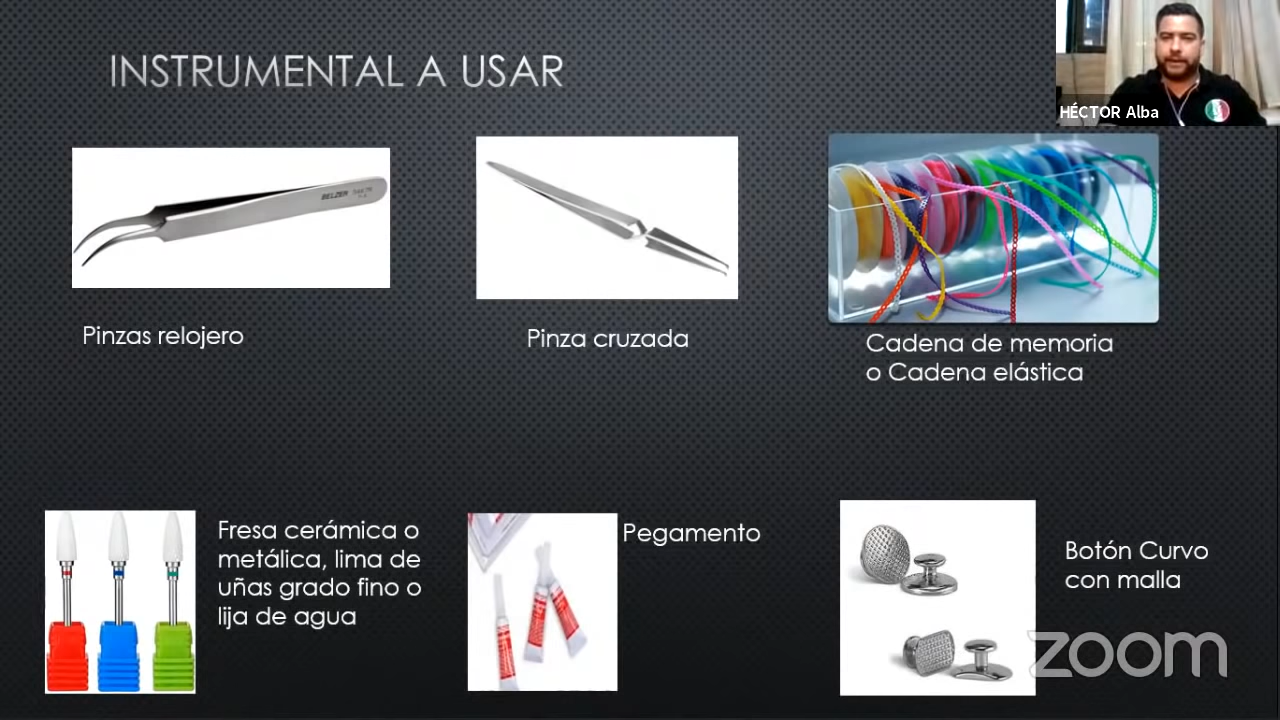 INSTRUMENTAL A USAR
HÉCTOR Alba
BELZER
Pinzas relojero
Pinza cruzada
Cadena de memoria
o Cadena elástica
Fresa cerámica o
metálica, lima de
uñas grado fino o
lija de agua
Pegamento
Botón Curvo
con malla
zoom